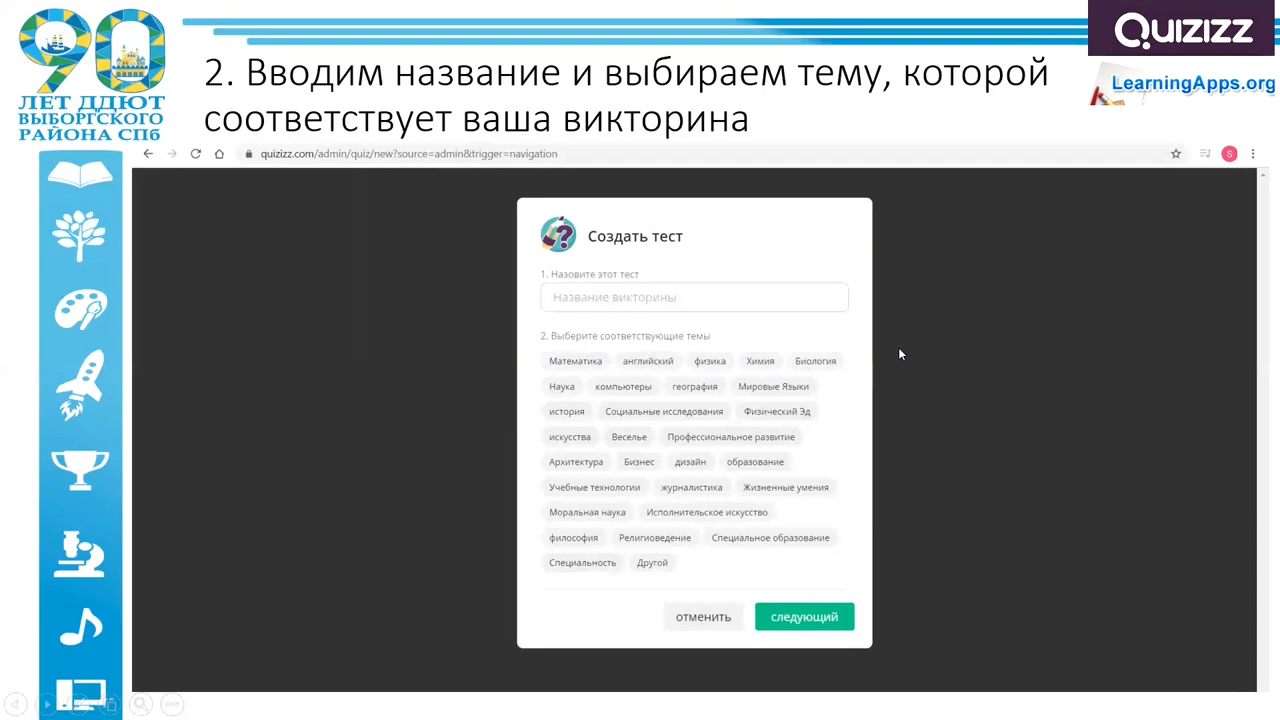 90
ЛЕТ ДДЮТ
ВЫБОРГСКОГО
РАЙОНА СПб
Quizizz
LearningApps.org
2. Вводим название и выбираем тему, которой
соответствует ваша викторина
quizizz.com/admin/quiz/new?source=admin&trigger=navigation
S
Создать тест
1. Назовите этот тест
Название викторины
2. Выберите соответствующие темы
Математика английский физика Химия Биология
Наука компьютеры география Мировые Языки
история Социальные исследования Физический Эд
искусства Веселье Профессиональное развитие
Архитектура Бизнес дизайн образование
Учебные технологии журналистика Жизненные умения
Моральная наука Исполнительское искусство
философия Религиоведение Специальное образование
Специальность Другой
отменить следующий